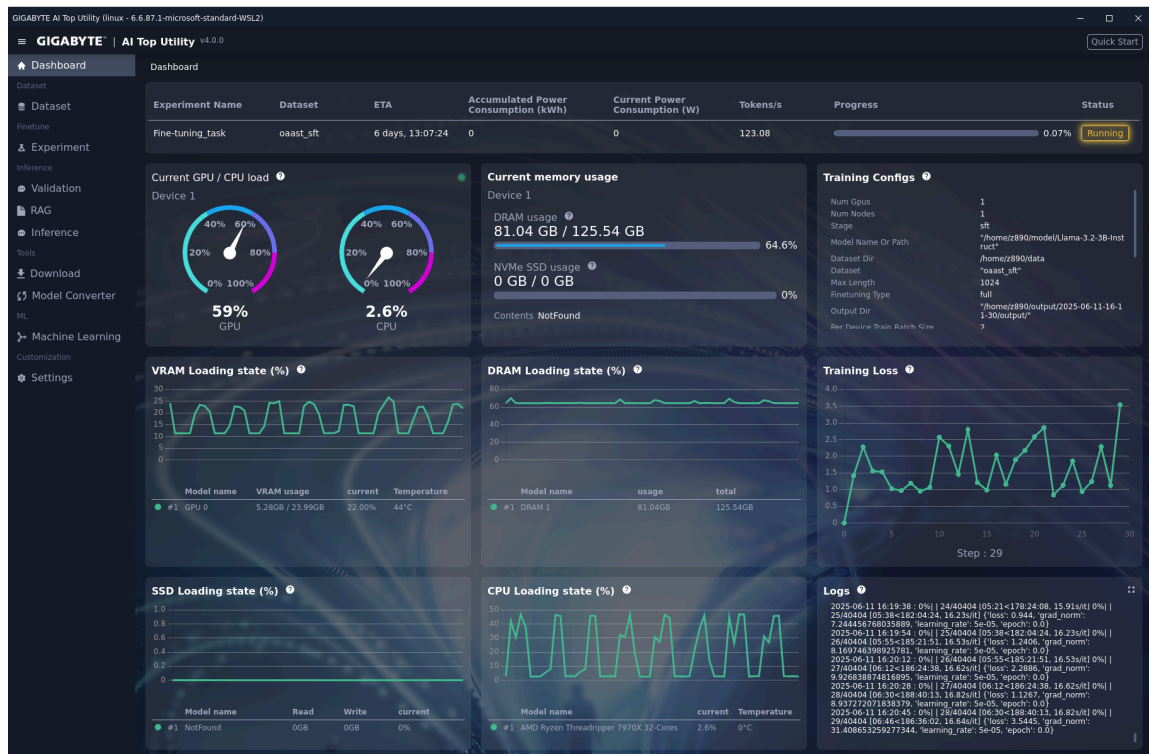 GIGABYTE AI Top Utility (linux - 6.6.87.1-microsoft-standard-WSL2)
GIGABYTE™ | AI Top Utility v4.0.0
Quick Start
Dashboard
Dataset
Dataset
Finetune
Experiment
Inference
Validation
RAG
Inference
Tools
Download
Model Converter
ML
Machine Learning
Customization
Settings
Dashboard
Experiment Name Dataset ETA Accumulated Power Consumption (kWh) Current Power Consumption (W) Tokens/s Progress Status
Fine-tuning_task oaast_sft 6 days, 13:07:24 0 0 123.08 0.07% Running
Current GPU / CPU load
Device 1
0% 20% 40% 60% 80% 100%
59%
GPU
0% 20% 40% 60% 80% 100%
2.6%
CPU
Current memory usage
Device 1
DRAM usage
81.04 GB / 125.54 GB
64.6%
NVMe SSD usage
0 GB / 0 GB
0%
Contents NotFound
Training Configs
Num Gpus 1
Num Nodes 1
Stage sft
Model Name Or Path "/home/z890/model/Llama-3.2-3B-Inst
ruct"
Dataset Dir /home/z890/data
Dataset "oaast_sft"
Max Length 1024
Finetuning Type full
Output Dir "/home/z890/output/2025-06-11-16-1
1-30/output/"
Per Device Train Batch Size 2
VRAM Loading state (%)
30
25
20
15
10
5
0
Model name VRAM usage current Temperature
#1 GPU 0 5.28GB / 23.99GB 22.00% 44°C
DRAM Loading state (%)
80
60
40
20
0
Model name usage total
#1 DRAM 1 81.04GB 125.54GB
Training Loss
4.0
3.5
3.0
2.5
2.0
1.5
1.0
0.5
0
0 5 10 15 20 25 30
Step : 29
SSD Loading state (%)
1.0
0.8
0.6
0.4
0.2
0
Model name Read Write current
#1 NotFound 0GB 0GB 0%
CPU Loading state (%)
50
40
30
20
10
0
Model name current Temperature
#1 AMD Ryzen Threadripper 7970X 32-Cores 2.6% 0°C
Logs
2025-06-11 16:19:38 : 0%| | 24/40404 [05:21<178:24:08, 15.91s/it] 0%| |
25/40404 [05:38<182:04:24, 16.23s/it] {'loss': 0.944, 'grad_norm':
7.244456768035889, 'learning_rate': 5e-05, 'epoch': 0.0}
2025-06-11 16:19:54 : 0%| | 25/40404 [05:38<182:04:24, 16.23s/it] 0%| |
26/40404 [05:55<185:21:51, 16.53s/it] {'loss': 1.2406, 'grad_norm':
8.169746398925781, 'learning_rate': 5e-05, 'epoch': 0.0}
2025-06-11 16:20:12 : 0%| | 26/40404 [05:55<185:21:51, 16.53s/it] 0%| |
27/40404 [06:12<186:24:38, 16.62s/it] {'loss': 2.2886, 'grad_norm':
9.926838874816895, 'learning_rate': 5e-05, 'epoch': 0.0}
2025-06-11 16:20:28 : 0%| | 27/40404 [06:12<186:24:38, 16.62s/it] 0%| |
28/40404 [06:30<188:40:13, 16.82s/it] {'loss': 1.1267, 'grad_norm':
8.937272071838379, 'learning_rate': 5e-05, 'epoch': 0.0}
2025-06-11 16:20:45 : 0%| | 28/40404 [06:30<188:40:13, 16.82s/it] 0%| |
29/40404 [06:46<186:36:02, 16.64s/it] {'loss': 3.5445, 'grad_norm':
31.408653259277344, 'learning_rate': 5e-05, 'epoch': 0.0}